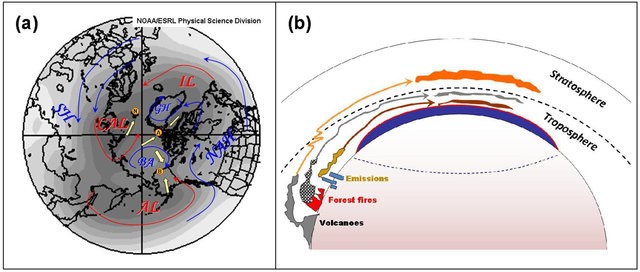 (a)
NOAA/ESRL Physical Science Division
SH
IL
GH
CAL
N
A
BA
B
NAH
AL
(b)
Stratosphere
Troposphere
Emissions
Forest fires
Volcanoes